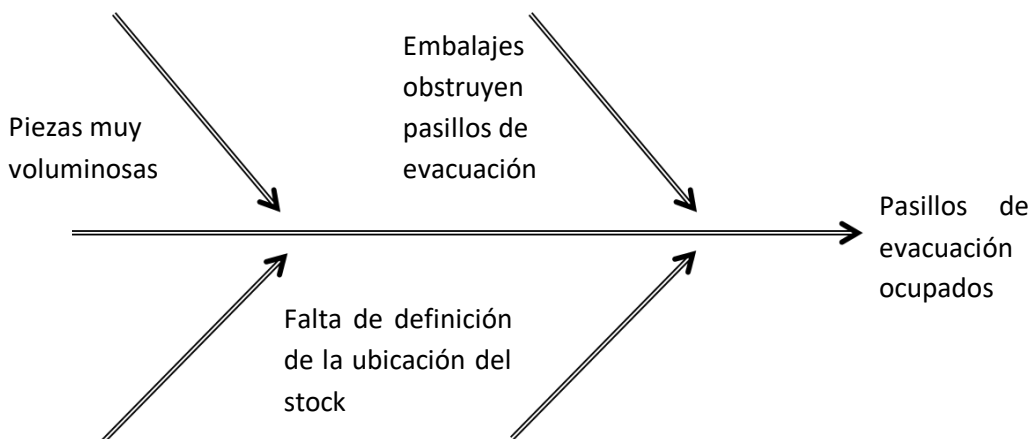 Piezas muy
voluminosas
Embalajes
obstruyen
pasillos de
evacuación
Falta de definición
de la ubicación del
stock
Pasillos de
evacuación
ocupados